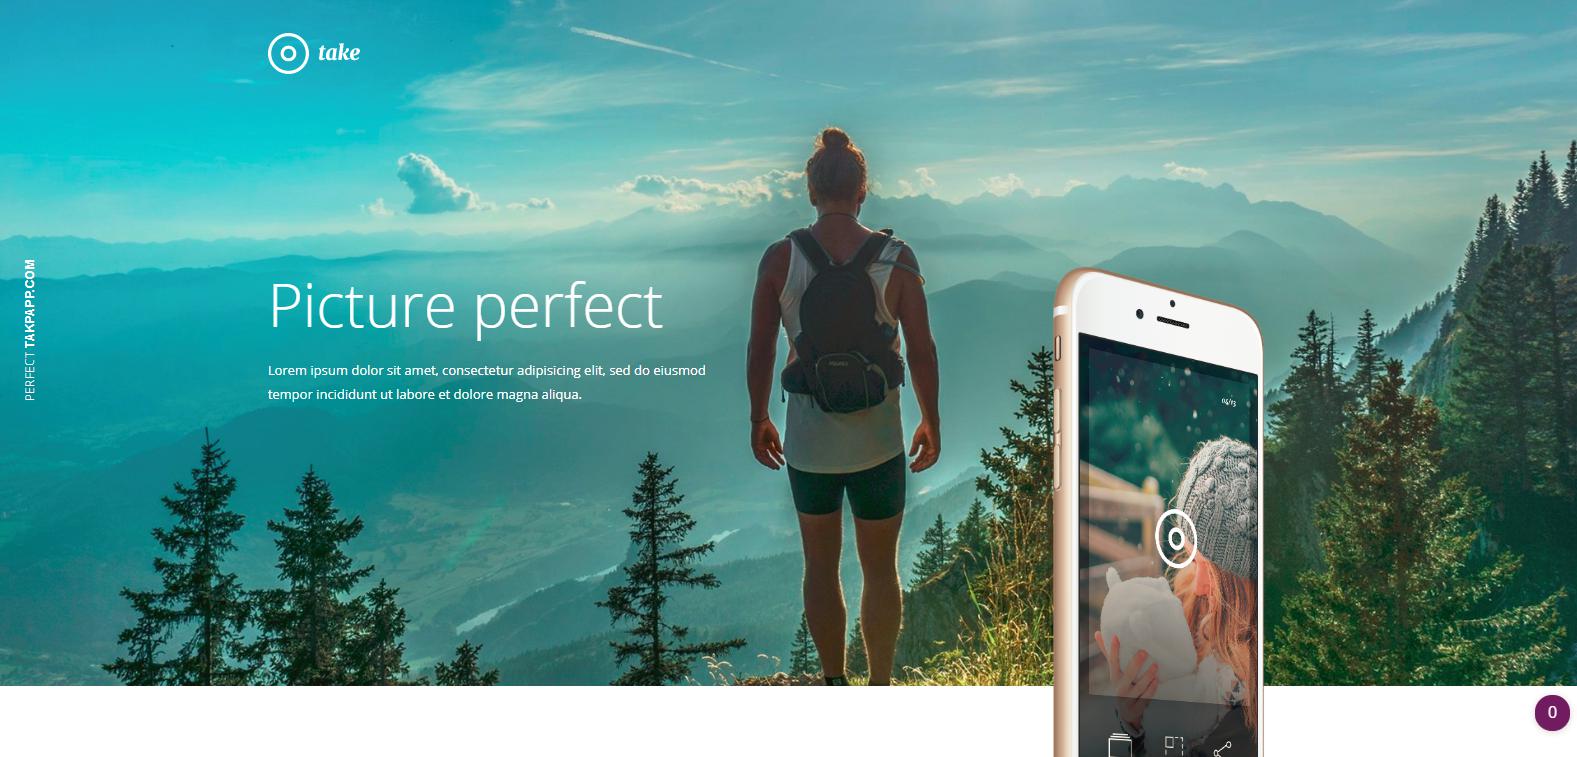 take
Picture perfect
Lorem ipsum dolor sit amet, consectetur adipisicing elit, sed do eiusmod
tempor incididunt ut labore et dolore magna aliqua.
PERFECT TAKPAPP.COM
04/13
0